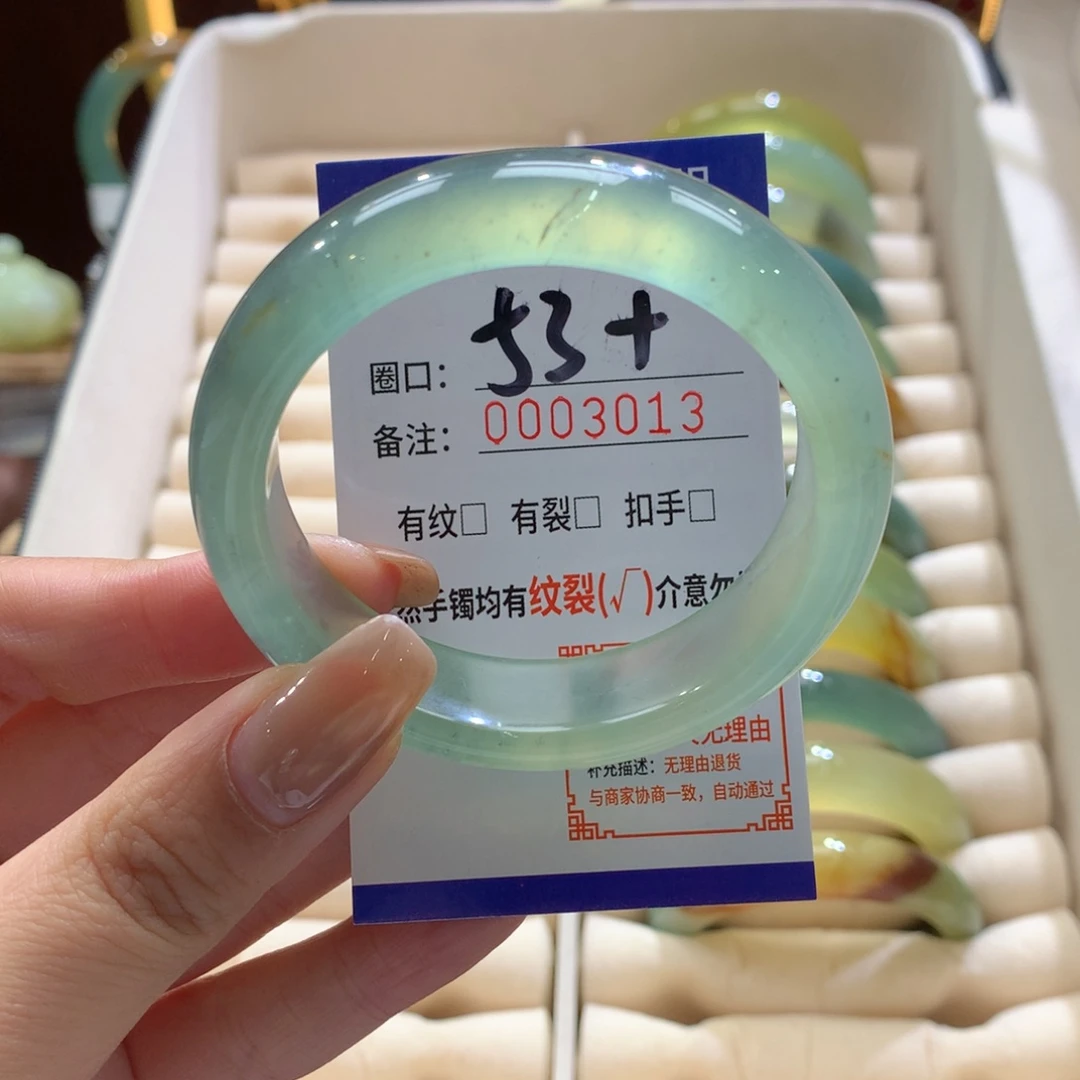 圈口：53+
备注：0003013
有纹□ 有裂□ 扣手□
然手镯均有纹裂(√)介意勿
无理由
补充描述：无理由退货
与商家协商一致，自动通过